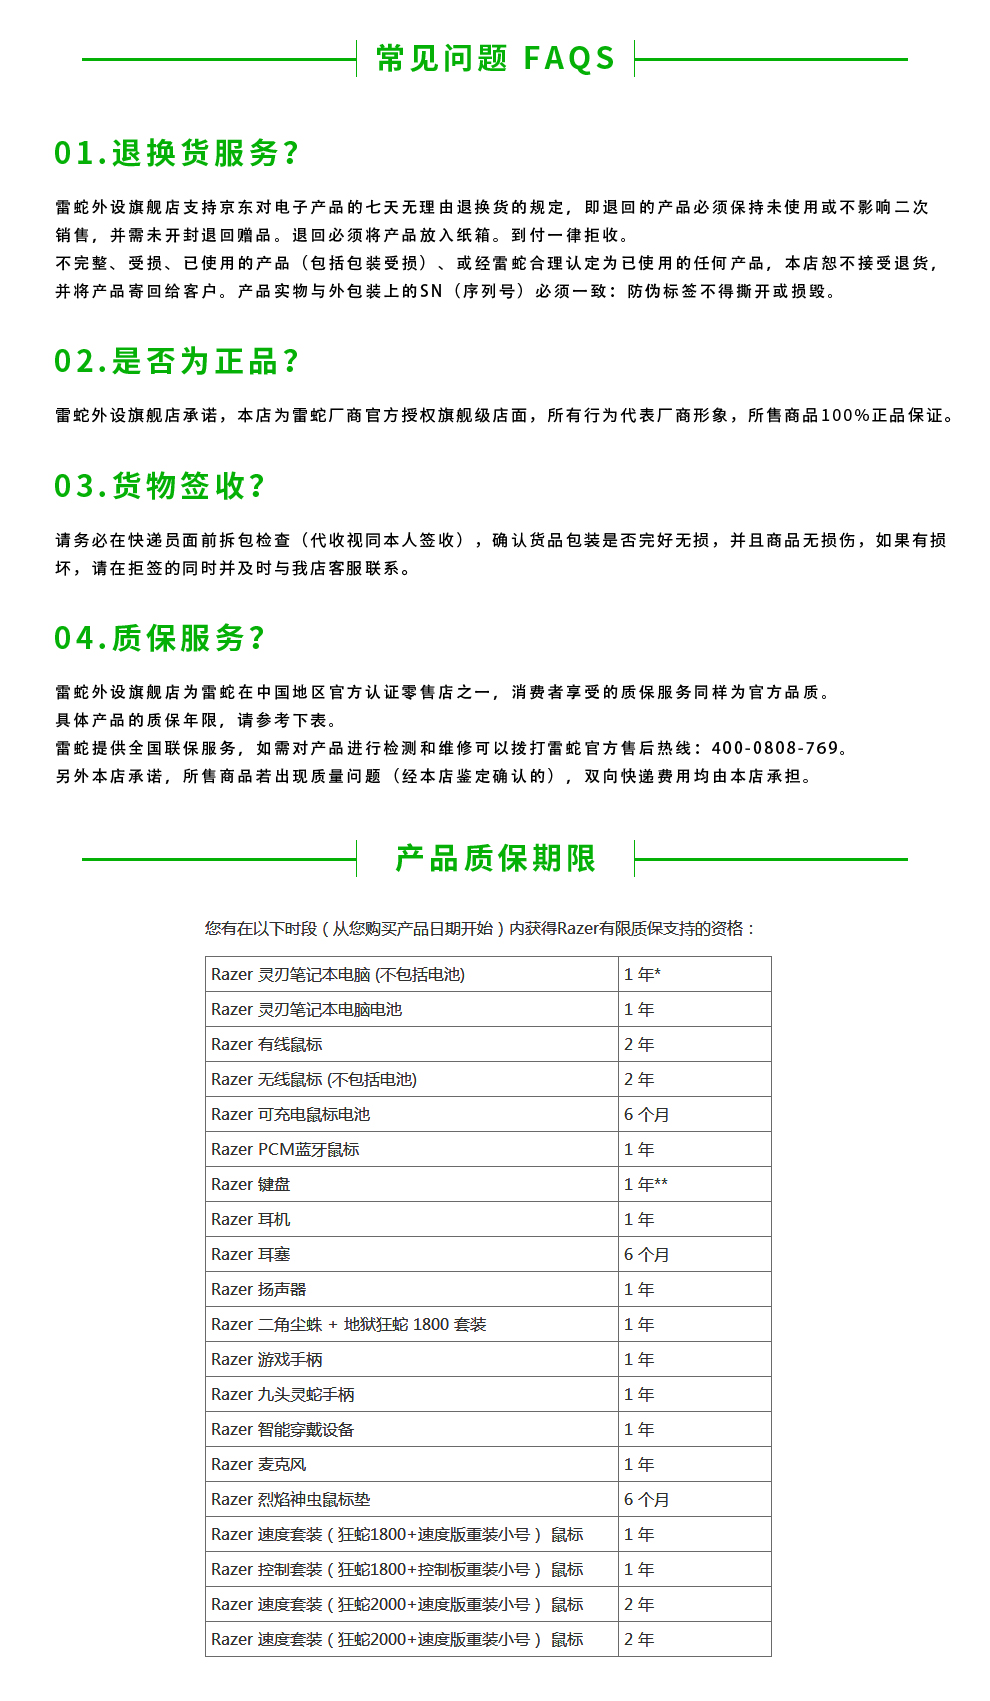 常见问题 FAQS
01.退换货服务？
雷蛇外设旗舰店支持京东对电子产品的七天无理由退换货的规定，即退回的产品必须保持未使用或不影响二次
销售，并需未开封退回赠品。退回必须将产品放入纸箱。到付一律拒收。
不完整、受损、已使用的产品（包括包装受损）、或经雷蛇合理认定为已使用的任何产品，本店恕不接受退货，
并将产品寄回给客户。产品实物与外包装上的SN（序列号）必须一致：防伪标签不得撕开或损毁。
02.是否为正品？
雷蛇外设旗舰店承诺，本店为雷蛇厂商官方授权旗舰级店面，所有行为代表厂商形象，所售商品100%正品保证。
03.货物签收？
请务必在快递员面前拆包检查（代收视同本人签收），确认货品包装是否完好无损，并且商品无损伤，如果有损
坏，请在拒签的同时并及时与我店客服联系。
04.质保服务？
雷蛇外设旗舰店为雷蛇在中国地区官方认证零售店之一，消费者享受的质保服务同样为官方品质。
具体产品的质保年限，请参考下表。
雷蛇提供全国联保服务，如需对产品进行检测和维修可以拨打雷蛇官方售后热线：400-0808-769。
另外本店承诺，所售商品若出现质量问题（经本店鉴定确认的），双向快递费用均由本店承担。
产品质保期限
您有在以下时段（从您购买产品日期开始）内获得Razer有限质保支持的资格：
Razer 灵刃笔记本电脑 (不包括电池) 1 年*
Razer 灵刃笔记本电脑电池 1 年
Razer 有线鼠标 2 年
Razer 无线鼠标 (不包括电池) 2 年
Razer 可充电鼠标电池 6 个月
Razer PCM蓝牙鼠标 1 年
Razer 键盘 1 年**
Razer 耳机 1 年
Razer 耳塞 6 个月
Razer 扬声器 1 年
Razer 二角尘蛛 + 地狱狂蛇 1800 套装 1 年
Razer 游戏手柄 1 年
Razer 九头灵蛇手柄 1 年
Razer 智能穿戴设备 1 年
Razer 麦克风 1 年
Razer 烈焰神虫鼠标垫 6 个月
Razer 速度套装（狂蛇1800+速度版重装小号） 鼠标 1 年
Razer 控制套装（狂蛇1800+控制板重装小号） 鼠标 1 年
Razer 速度套装（狂蛇2000+速度版重装小号） 鼠标 2 年
Razer 速度套装（狂蛇2000+速度版重装小号） 鼠标 2 年